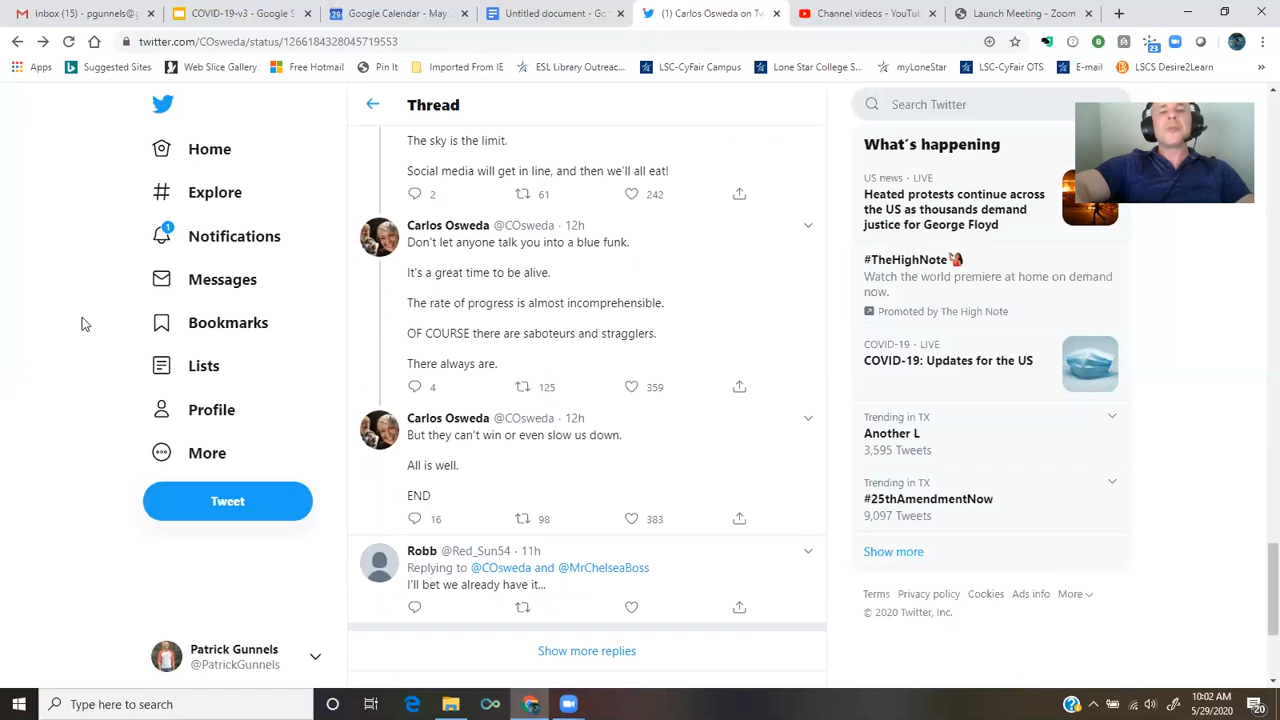 Inbox (15) - pgunnels@g
COVID-19-v3 - Google S
Google Calendar - May
Untitled document - Go
(1) Carlos Osweda on Tw
Channel videos - YouTu
Launch Meeting - Zoom
twitter.com/COsweda/status/1266184328045719553
23
Apps
Suggested Sites
Web Slice Gallery
Free Hotmail
Pin It
Imported From IE
ESL Library Outreac...
LSC-CyFair Campus
Lone Star College S...
myLoneStar
LSC-CyFair OTS
E-mail
LSCS Desire2Learn
»
Home
Explore
1
Notifications
Messages
Bookmarks
Lists
Profile
More
Tweet
Patrick Gunnels
@PatrickGunnels
Thread
The sky is the limit.
Social media will get in line, and then we'll all eat!
2 61 242
Carlos Osweda @COsweda · 12h
Don't let anyone talk you into a blue funk.
It's a great time to be alive.
The rate of progress is almost incomprehensible.
OF COURSE there are saboteurs and stragglers.
There always are.
4 125 359
Carlos Osweda @COsweda · 12h
But they can't win or even slow us down.
All is well.
END
16 98 383
Robb @Red_Sun54 · 11h
Replying to @COsweda and @MrChelseaBoss
I'll bet we already have it...
Show more replies
Search Twitter
What's happening
US news · LIVE
Heated protests continue across
the US as thousands demand
justice for George Floyd
#TheHighNote
Watch the world premiere at home on demand
now.
Promoted by The High Note
COVID-19 · LIVE
COVID-19: Updates for the US
Trending in TX
Another L
3,595 Tweets
Trending in TX
#25thAmendmentNow
9,097 Tweets
Show more
Terms Privacy policy Cookies Ads info More
© 2020 Twitter, Inc.
Type here to search
10:02 AM
5/29/2020
20